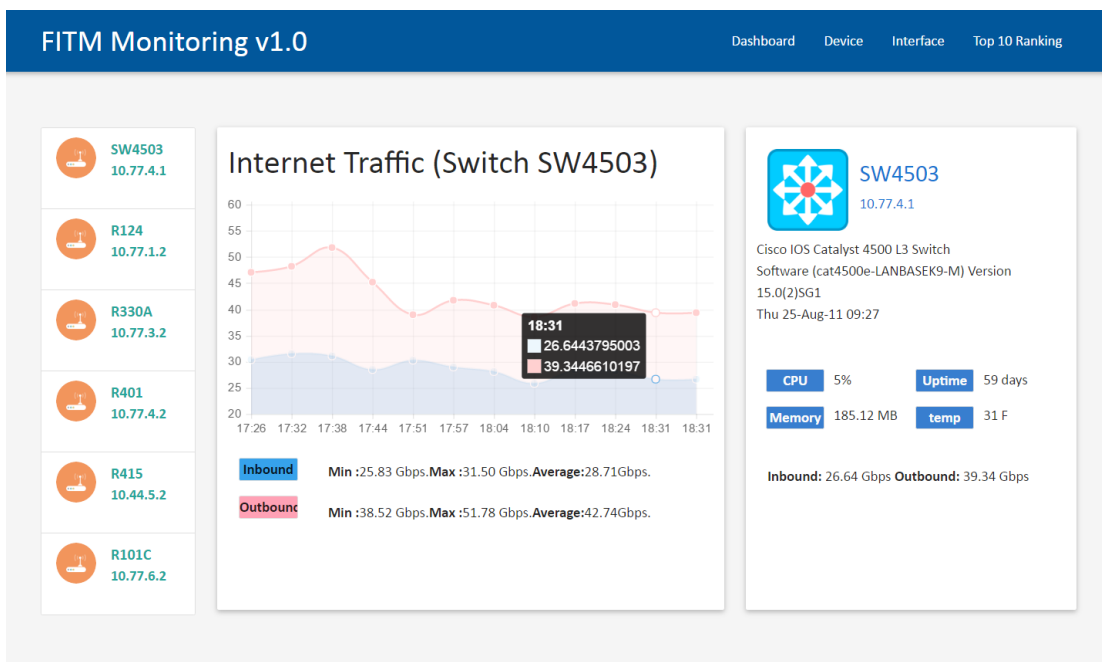 FITM Monitoring v1.0
Dashboard Device Interface Top 10 Ranking
SW4503
10.77.4.1
R124
10.77.1.2
R330A
10.77.3.2
R401
10.77.4.2
R415
10.44.5.2
R101C
10.77.6.2
Internet Traffic (Switch SW4503)
60
55
50
45
40
35
30
25
20
18:31
26.6443795003
39.3446610197
17:26 17:32 17:38 17:44 17:51 17:57 18:04 18:10 18:17 18:24 18:31 18:31
Inbound Min :25.83 Gbps.Max :31.50 Gbps.Average:28.71Gbps.
Outbound Min :38.52 Gbps.Max :51.78 Gbps.Average:42.74Gbps.
SW4503
10.77.4.1
Cisco IOS Catalyst 4500 L3 Switch
Software (cat4500e-LANBASEK9-M) Version
15.0(2)SG1
Thu 25-Aug-11 09:27
CPU 5% Uptime 59 days
Memory 185.12 MB temp 31 F
Inbound: 26.64 Gbps Outbound: 39.34 Gbps